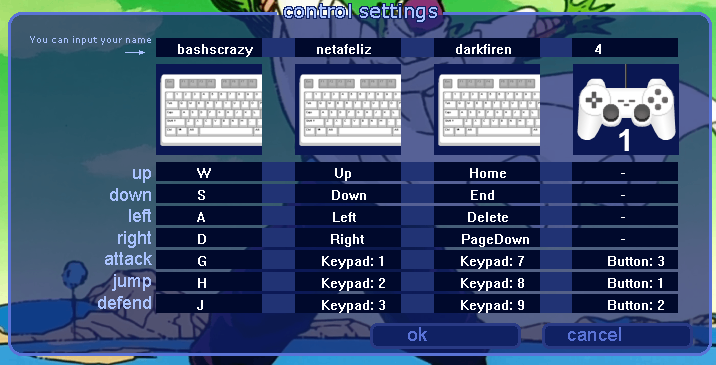 control settings
You can input your name
bashscrazy netafeliz darkfiren 4
1
up W Up Home -
down S Down End -
left A Left Delete -
right D Right PageDown -
attack G Keypad: 1 Keypad: 7 Button: 3
jump H Keypad: 2 Keypad: 8 Button: 1
defend J Keypad: 3 Keypad: 9 Button: 2
ok cancel